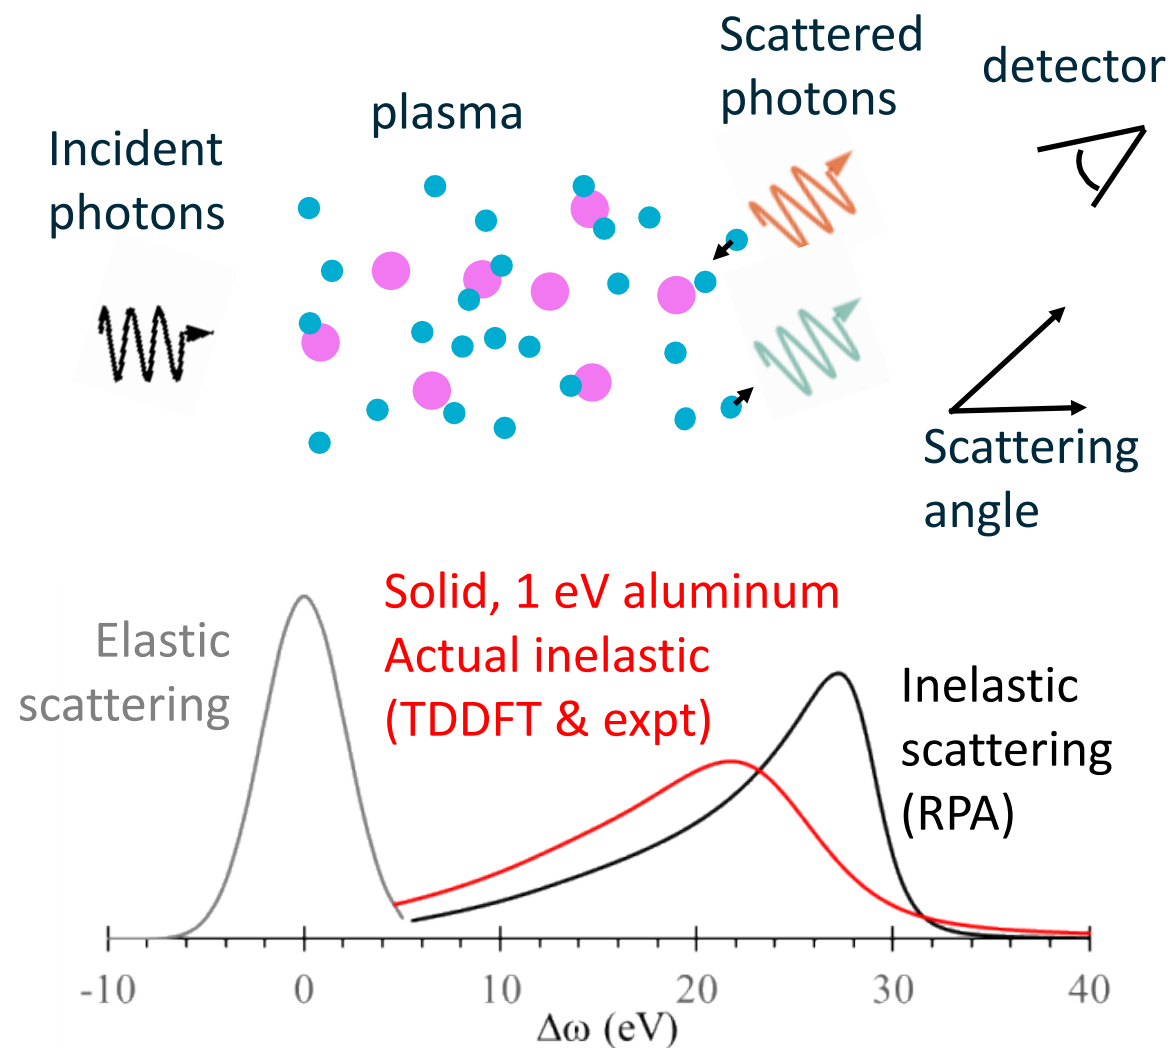 Scattered
photons
detector
plasma
Incident
photons
Scattering
angle
Solid, 1 eV aluminum
Actual inelastic
(TDDFT & expt)
Elastic
scattering
Inelastic
scattering
(RPA)
-10 0 10 20 30 40
Δω (eV)